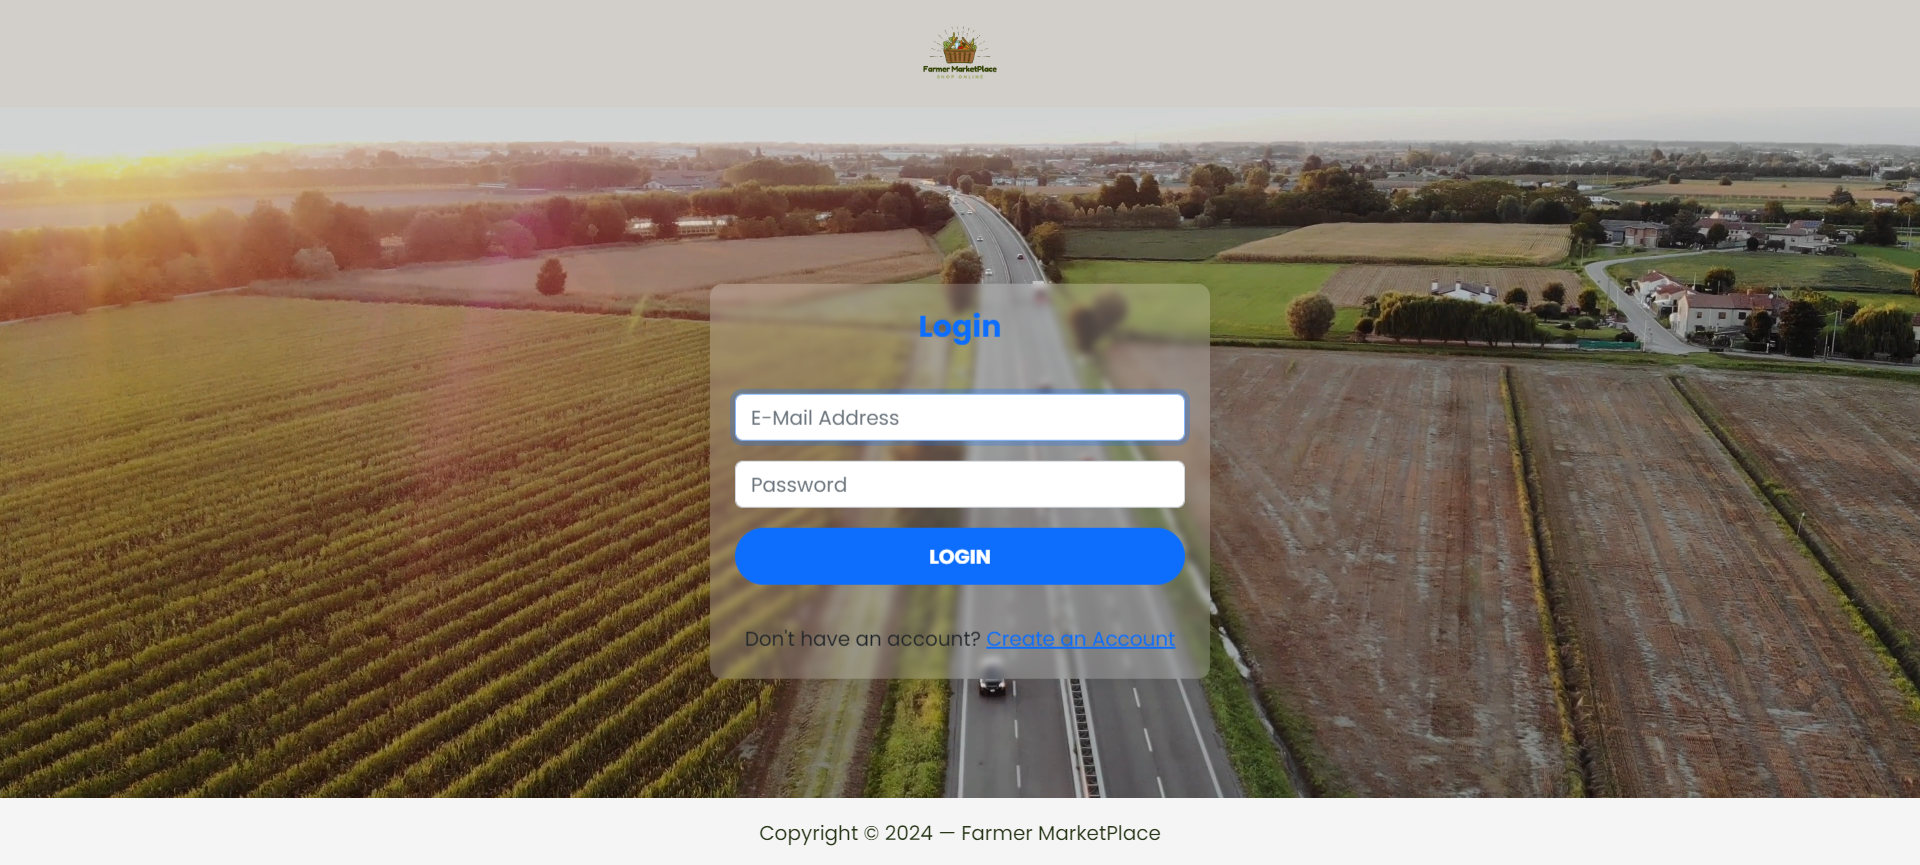 Farmer MarketPlace
SHOP ONLINE
Login
E-Mail Address
Password
LOGIN
Don't have an account? Create an Account
Copyright © 2024 — Farmer MarketPlace